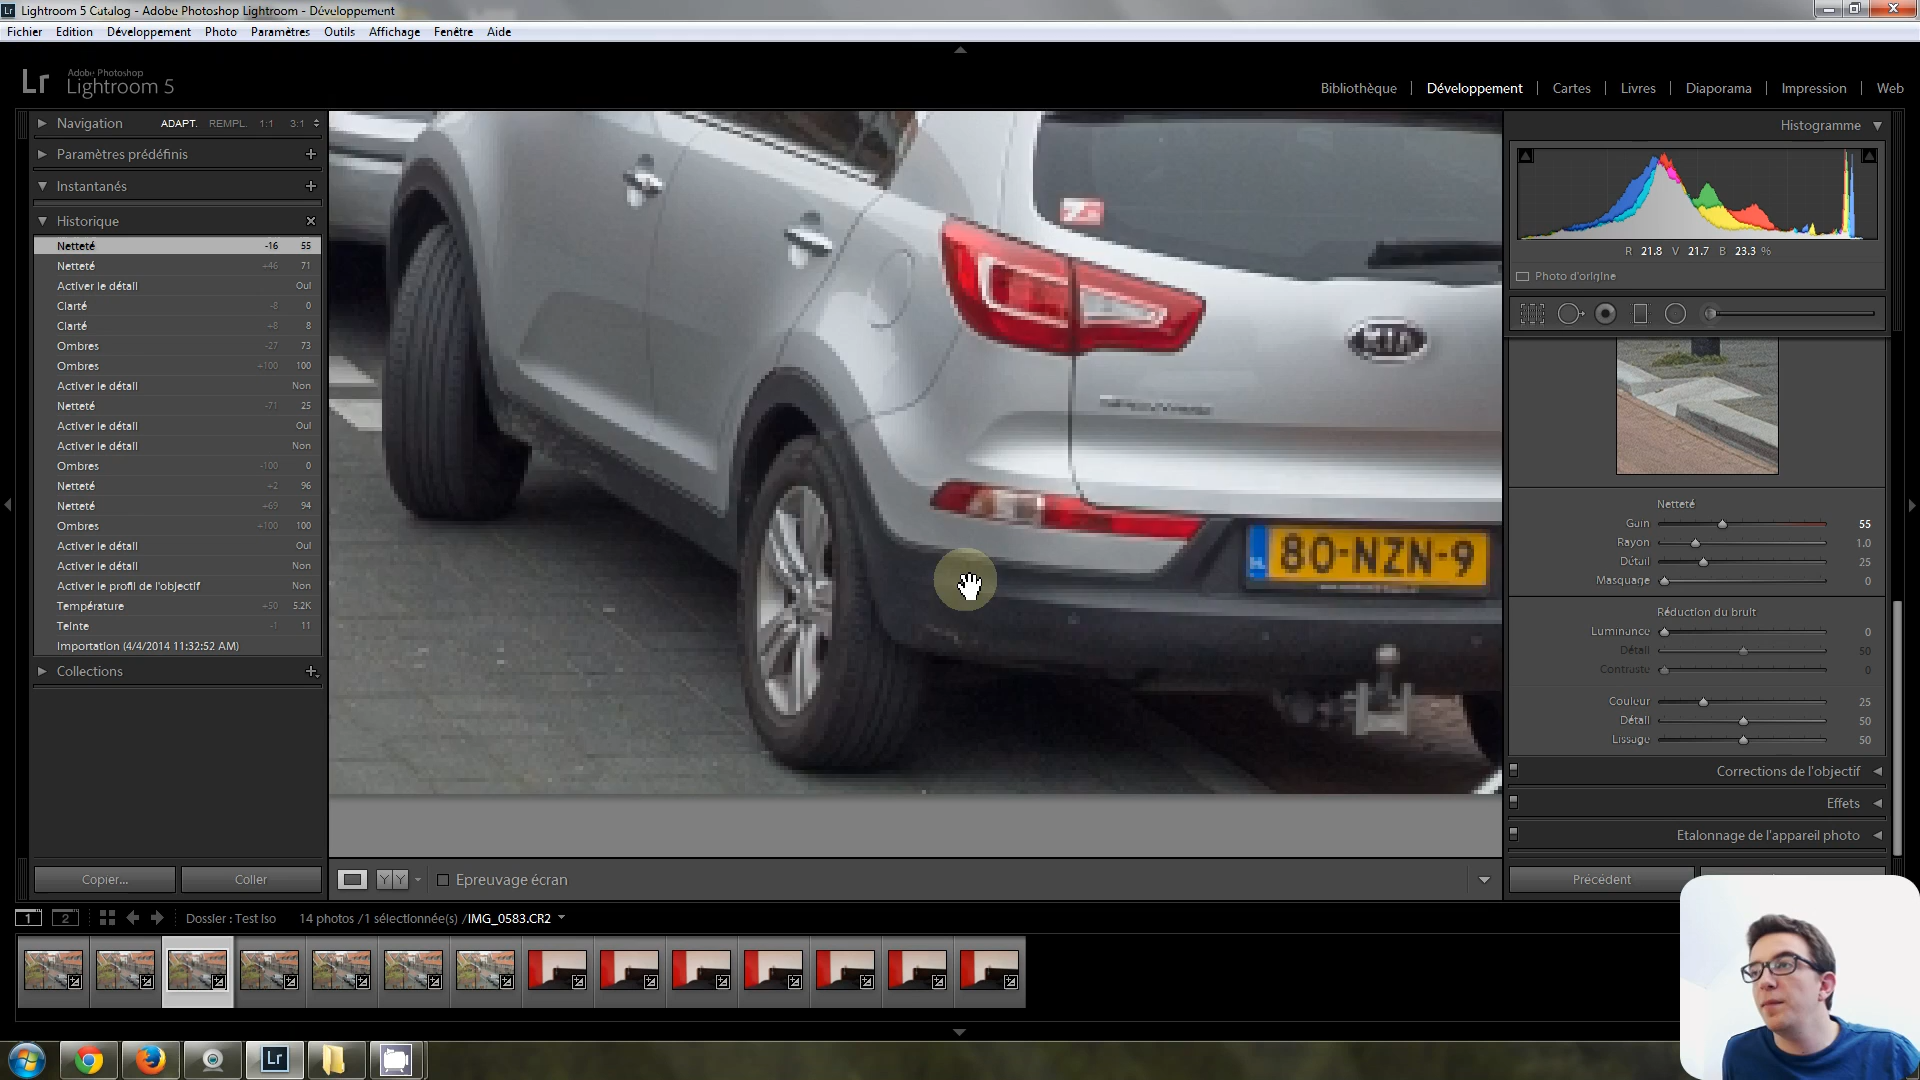 Lightroom 5 Catalog - Adobe Photoshop Lightroom - Développement
Fichier Edition Développement Photo Paramètres Outils Affichage Fenêtre Aide
Lr Adobe Photoshop Lightroom 5
Bibliothèque | Développement | Cartes | Livres | Diaporama | Impression | Web
Navigation ADAPT. REMPL. 1:1 3:1
Paramètres prédéfinis
Instantanés
Historique
Netteté -16 55
Netteté +46 71
Activer le détail Oui
Clarté -8 0
Clarté +8 8
Ombres -27 73
Ombres +100 100
Activer le détail Non
Netteté -71 25
Activer le détail Oui
Activer le détail Non
Ombres -100 0
Netteté +2 96
Netteté +69 94
Ombres +100 100
Activer le détail Oui
Activer le détail Non
Activer le profil de l'objectif Non
Température +50 5.2K
Teinte -1 11
Importation (4/4/2014 11:32:52 AM)
Collections
Copier... Coller
KIA
80-NZN-9
NL
Histogramme
R 21.8 V 21.7 B 23.3 %
Photo d'origine
Netteté
Gain 55
Rayon 1.0
Détail 25
Masquage 0
Réduction du bruit
Luminance 0
Détail 50
Contraste 0
Couleur 25
Détail 50
Lissage 50
Corrections de l'objectif
Effets
Etalonnage de l'appareil photo
Précédent
YY Epreuvage écran
1 2 Dossier : Test Iso 14 photos /1 sélectionnée(s) /IMG_0583.CR2
Lr